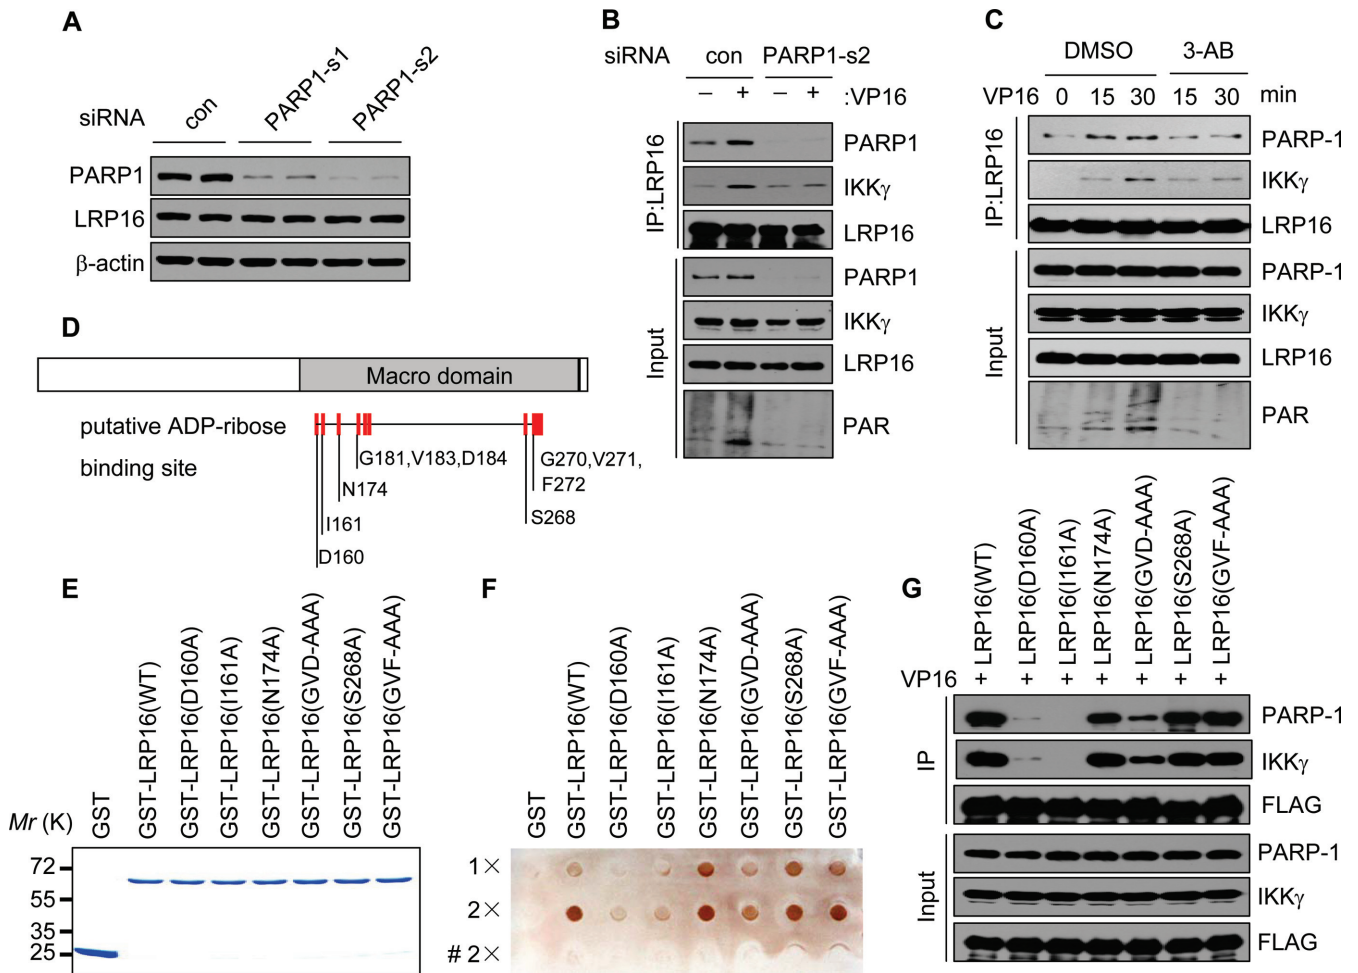 A
siRNA
con
PARP1-s1
PARP1-s2
PARP1
LRP16
β-actin
B
siRNA con PARP1-s2
– + – + :VP16
IP:LRP16
PARP1
IKKγ
LRP16
Input
PARP1
IKKγ
LRP16
PAR
C
DMSO 3-AB
VP16 0 15 30 15 30 min
IP:LRP16
PARP-1
IKKγ
LRP16
Input
PARP-1
IKKγ
LRP16
PAR
D
Macro domain
putative ADP-ribose
binding site
G181,V183,D184
N174
I161
D160
G270,V271,
F272
S268
E
Mr (K)
GST
GST-LRP16(WT)
GST-LRP16(D160A)
GST-LRP16(I161A)
GST-LRP16(N174A)
GST-LRP16(GVD-AAA)
GST-LRP16(S268A)
GST-LRP16(GVF-AAA)
72
55
35
25
F
GST
GST-LRP16(WT)
GST-LRP16(D160A)
GST-LRP16(I161A)
GST-LRP16(N174A)
GST-LRP16(GVD-AAA)
GST-LRP16(S268A)
GST-LRP16(GVF-AAA)
1×
2×
# 2×
G
LRP16(WT)
LRP16(D160A)
LRP16(I161A)
LRP16(N174A)
LRP16(GVD-AAA)
LRP16(S268A)
LRP16(GVF-AAA)
VP16 + + + + + + +
IP
PARP-1
IKKγ
FLAG
Input
PARP-1
IKKγ
FLAG